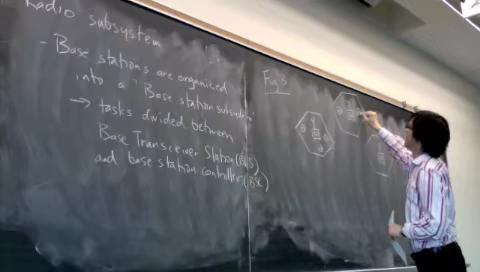 Radio subsystem
- Base stations are organized
into a "Base station subsystem"
→ tasks divided between
Base Transceiver Station (BTS)
and base station controller (BSC)
Fig 3